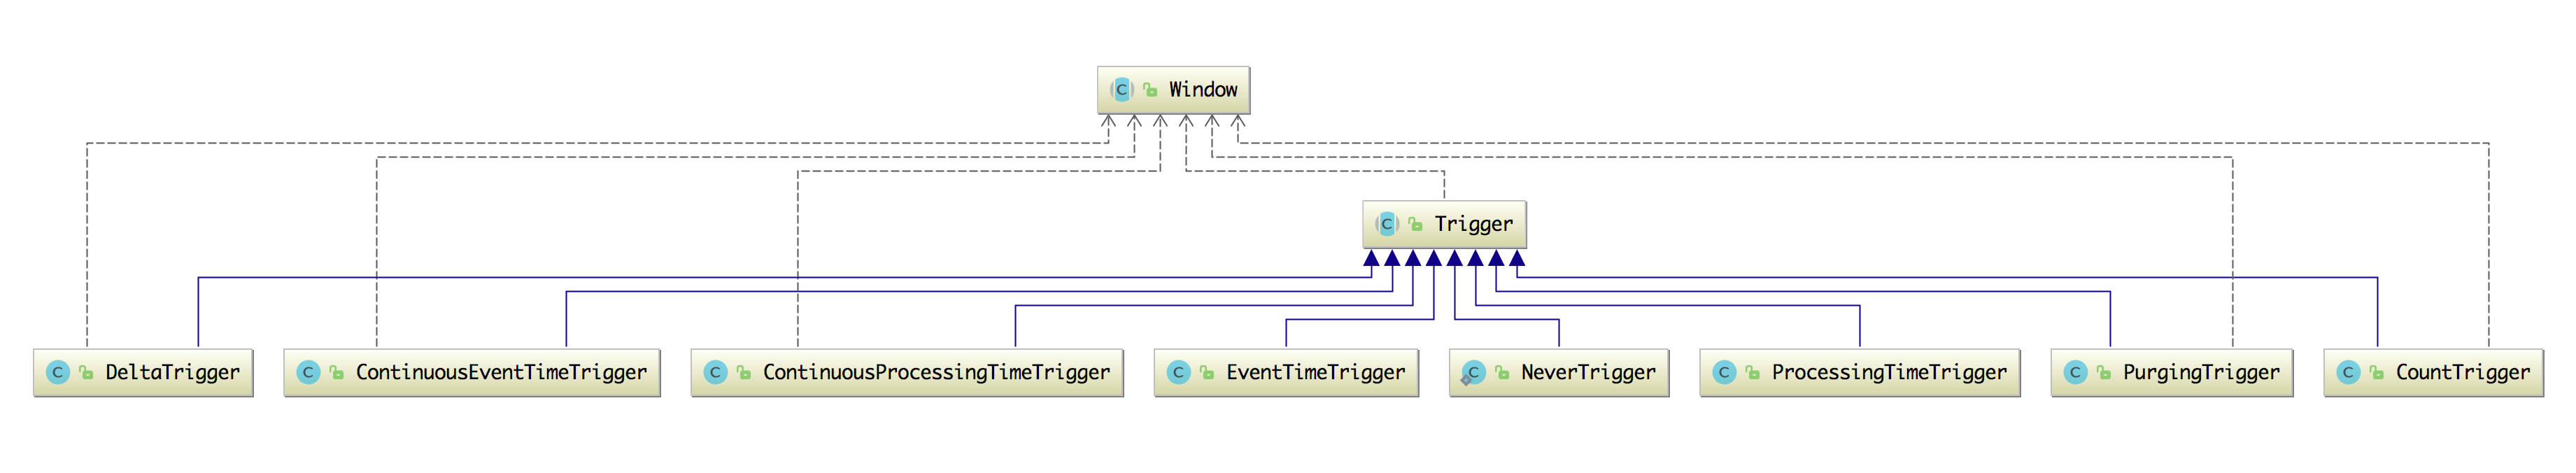 Window
Trigger
DeltaTrigger
ContinuousEventTimeTrigger
ContinuousProcessingTimeTrigger
EventTimeTrigger
NeverTrigger
ProcessingTimeTrigger
PurgingTrigger
CountTrigger